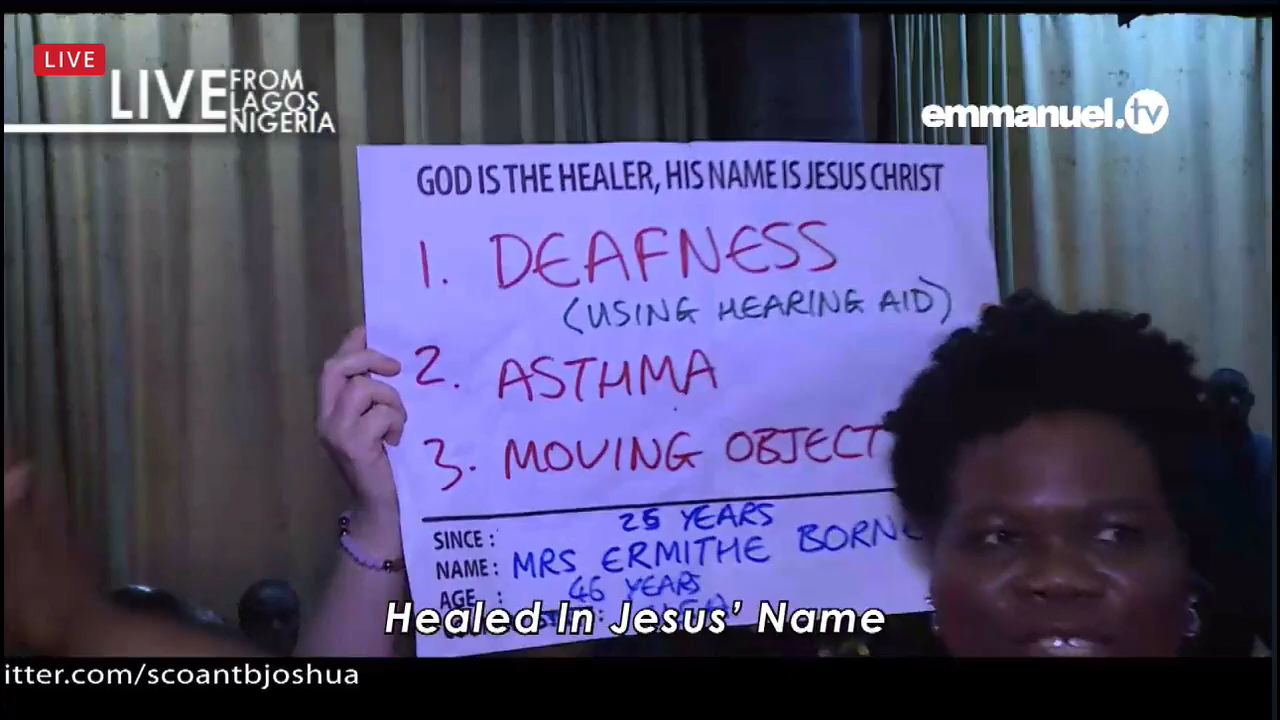 LIVE
LIVE FROM LAGOS NIGERIA
emmanuel.tv
GOD IS THE HEALER, HIS NAME IS JESUS CHRIST
1. DEAFNESS
(USING HEARING AID)
2. ASTHMA
3. MOVING OBJECT
SINCE : 25 YEARS
NAME : MRS ERMITHE
AGE : 46 YEARS
Healed In Jesus' Name
itter.com/scoantbjoshua